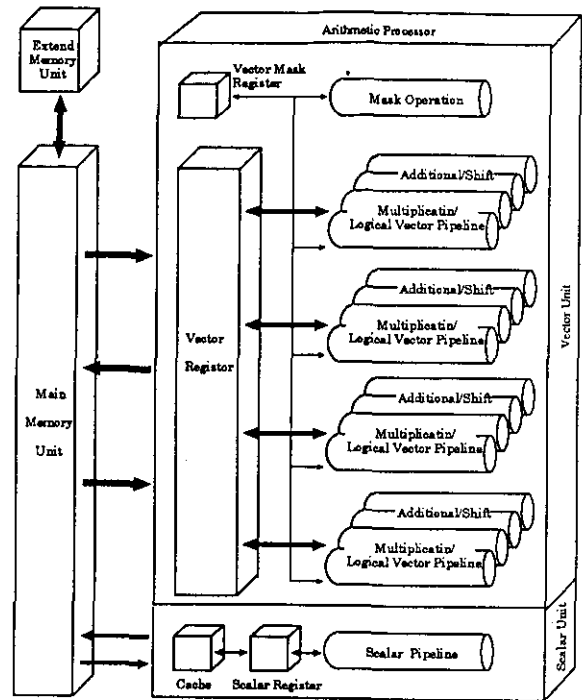 Extend
Memory
Unit
Arithmetic Processor
Vector Mask
Register
Mask Operation
Additional/Shift
Multiplicatin/
Logical Vector Pipeline
Additional/Shift
Multiplicatin/
Logical Vector Pipeline
Vector
Register
Main
Memory
Unit
Additional/Shift
Multiplicatin/
Logical Vector Pipeline
Additional/Shift
Multiplicatin/
Logical Vector Pipeline
Vector Unit
Scalar Unit
Scalar Pipeline
Cache
Scalar Register